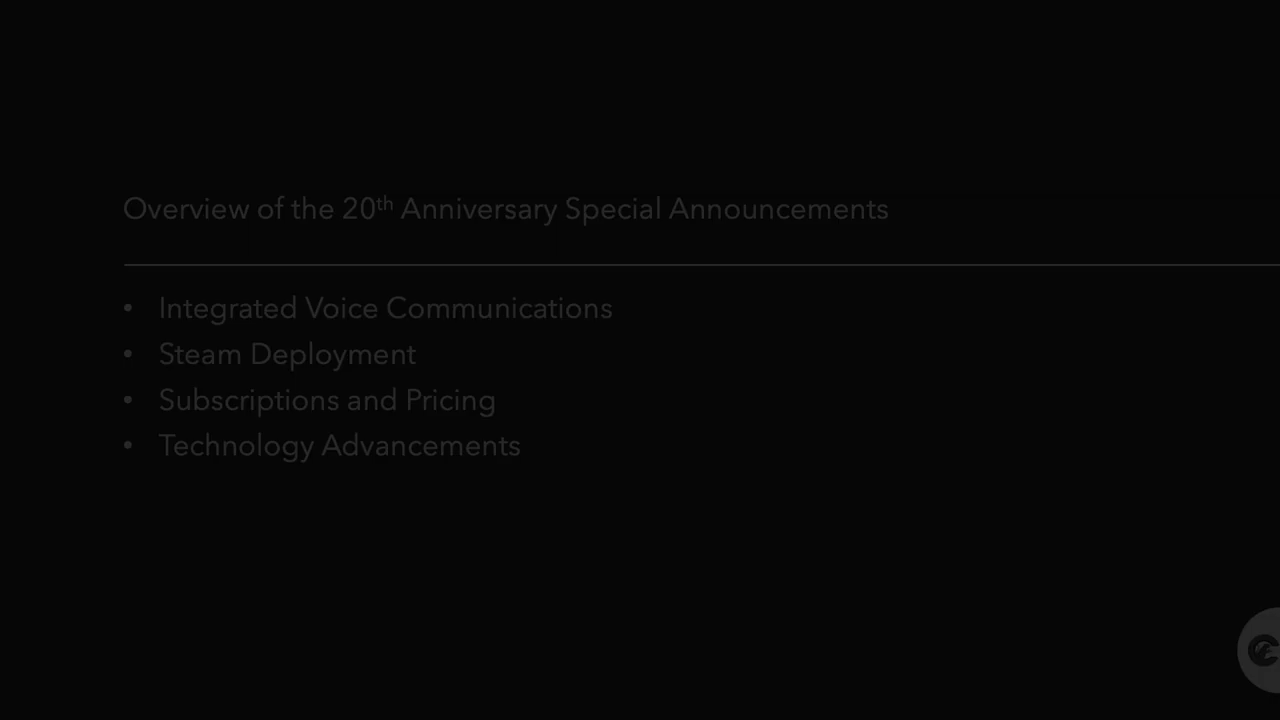 Overview of the 20th Anniversary Special Announcements
• Integrated Voice Communications
• Steam Deployment
• Subscriptions and Pricing
• Technology Advancements